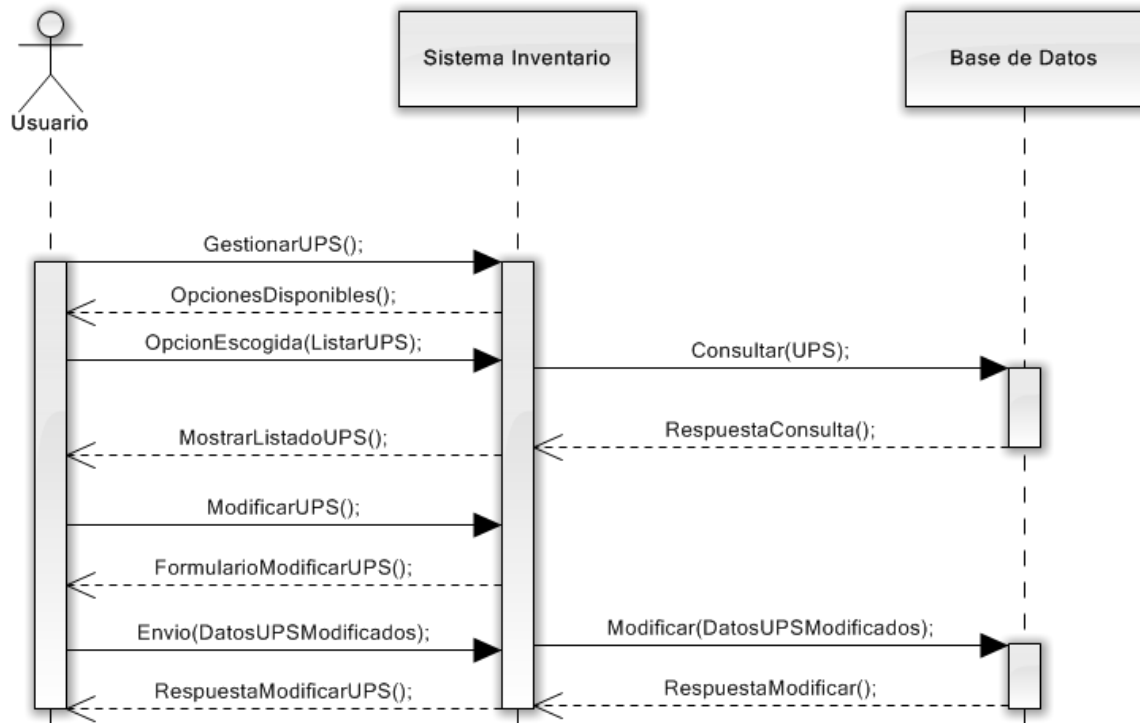 Sistema Inventario
Base de Datos
Usuario
GestionarUPS();
OpcionesDisponibles();
OpcionEscogida(ListarUPS);
Consultar(UPS);
RespuestaConsulta();
MostrarListadoUPS();
ModificarUPS();
FormularioModificarUPS();
Envio(DatosUPSModificados);
Modificar(DatosUPSModificados);
RespuestaModificar();
RespuestaModificarUPS();